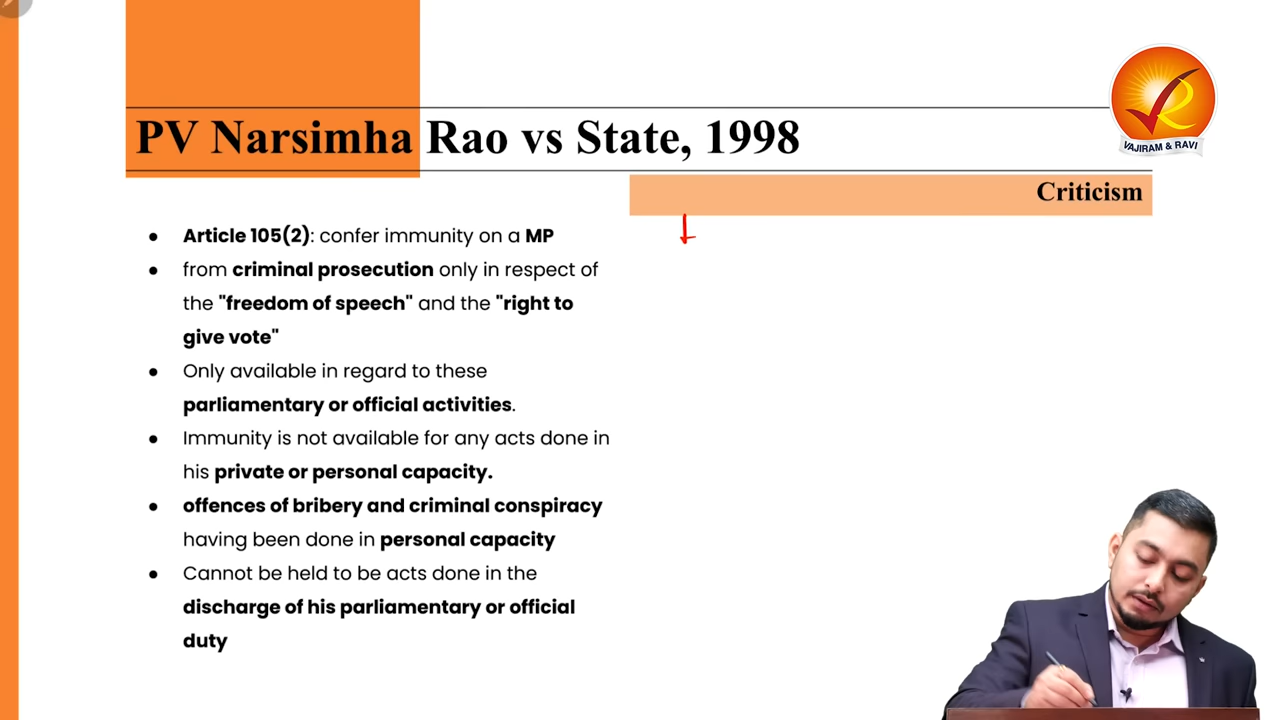 VAJIRAM & RAVI
PV Narsimha Rao vs State, 1998
Criticism
● Article 105(2): confer immunity on a MP
● from criminal prosecution only in respect of
the "freedom of speech" and the "right to
give vote"
● Only available in regard to these
parliamentary or official activities.
● Immunity is not available for any acts done in
his private or personal capacity.
● offences of bribery and criminal conspiracy
having been done in personal capacity
● Cannot be held to be acts done in the
discharge of his parliamentary or official
duty